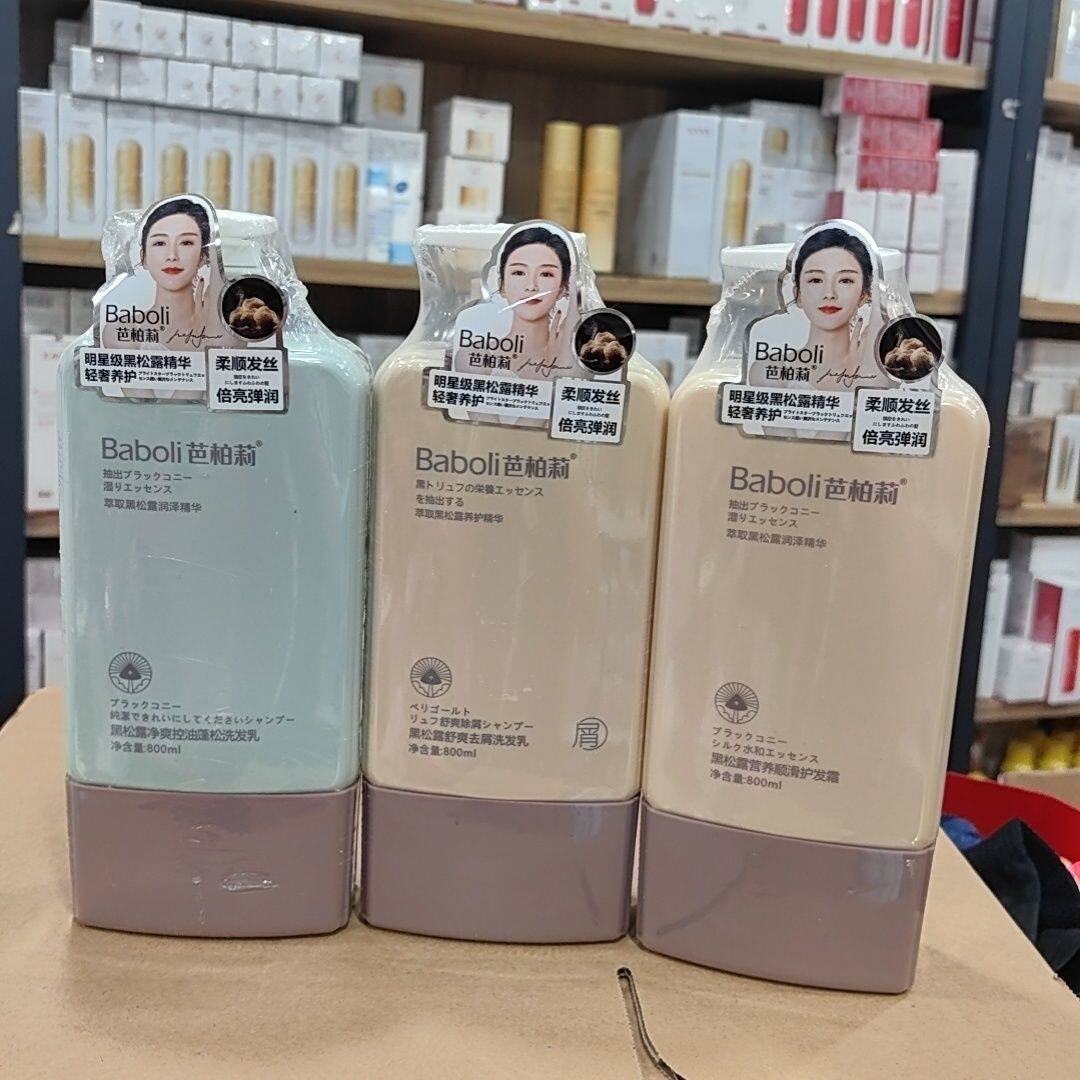 Baboli
芭柏莉®
明星级黑松露精华
轻奢养护
柔顺发丝
倍亮弹润
Baboli芭柏莉®
抽出ブラックコニー
湿りエッセンス
萃取黑松露润泽精华
ブラックコニー
純潔できれいにしてくださいシャンプー
黑松露净爽控油蓬松洗发乳
净含量:800ml
Baboli
芭柏莉®
明星级黑松露精华
轻奢养护
柔顺发丝
倍亮弹润
Baboli芭柏莉®
黒トリュフの栄養エッセンス
を抽出する
萃取黑松露养护精华
ペリゴールト
リュフ舒爽除屑シャンプー
黑松露舒爽去屑洗发乳
净含量:800ml
屑
Baboli
芭柏莉®
明星级黑松露精华
轻奢养护
柔顺发丝
倍亮弹润
Baboli芭柏莉®
抽出ブラックコニー
湿りエッセンス
萃取黑松露润泽精华
ブラックコニー
シルク水和エッセンス
黑松露营养顺滑护发霜
净含量:800ml